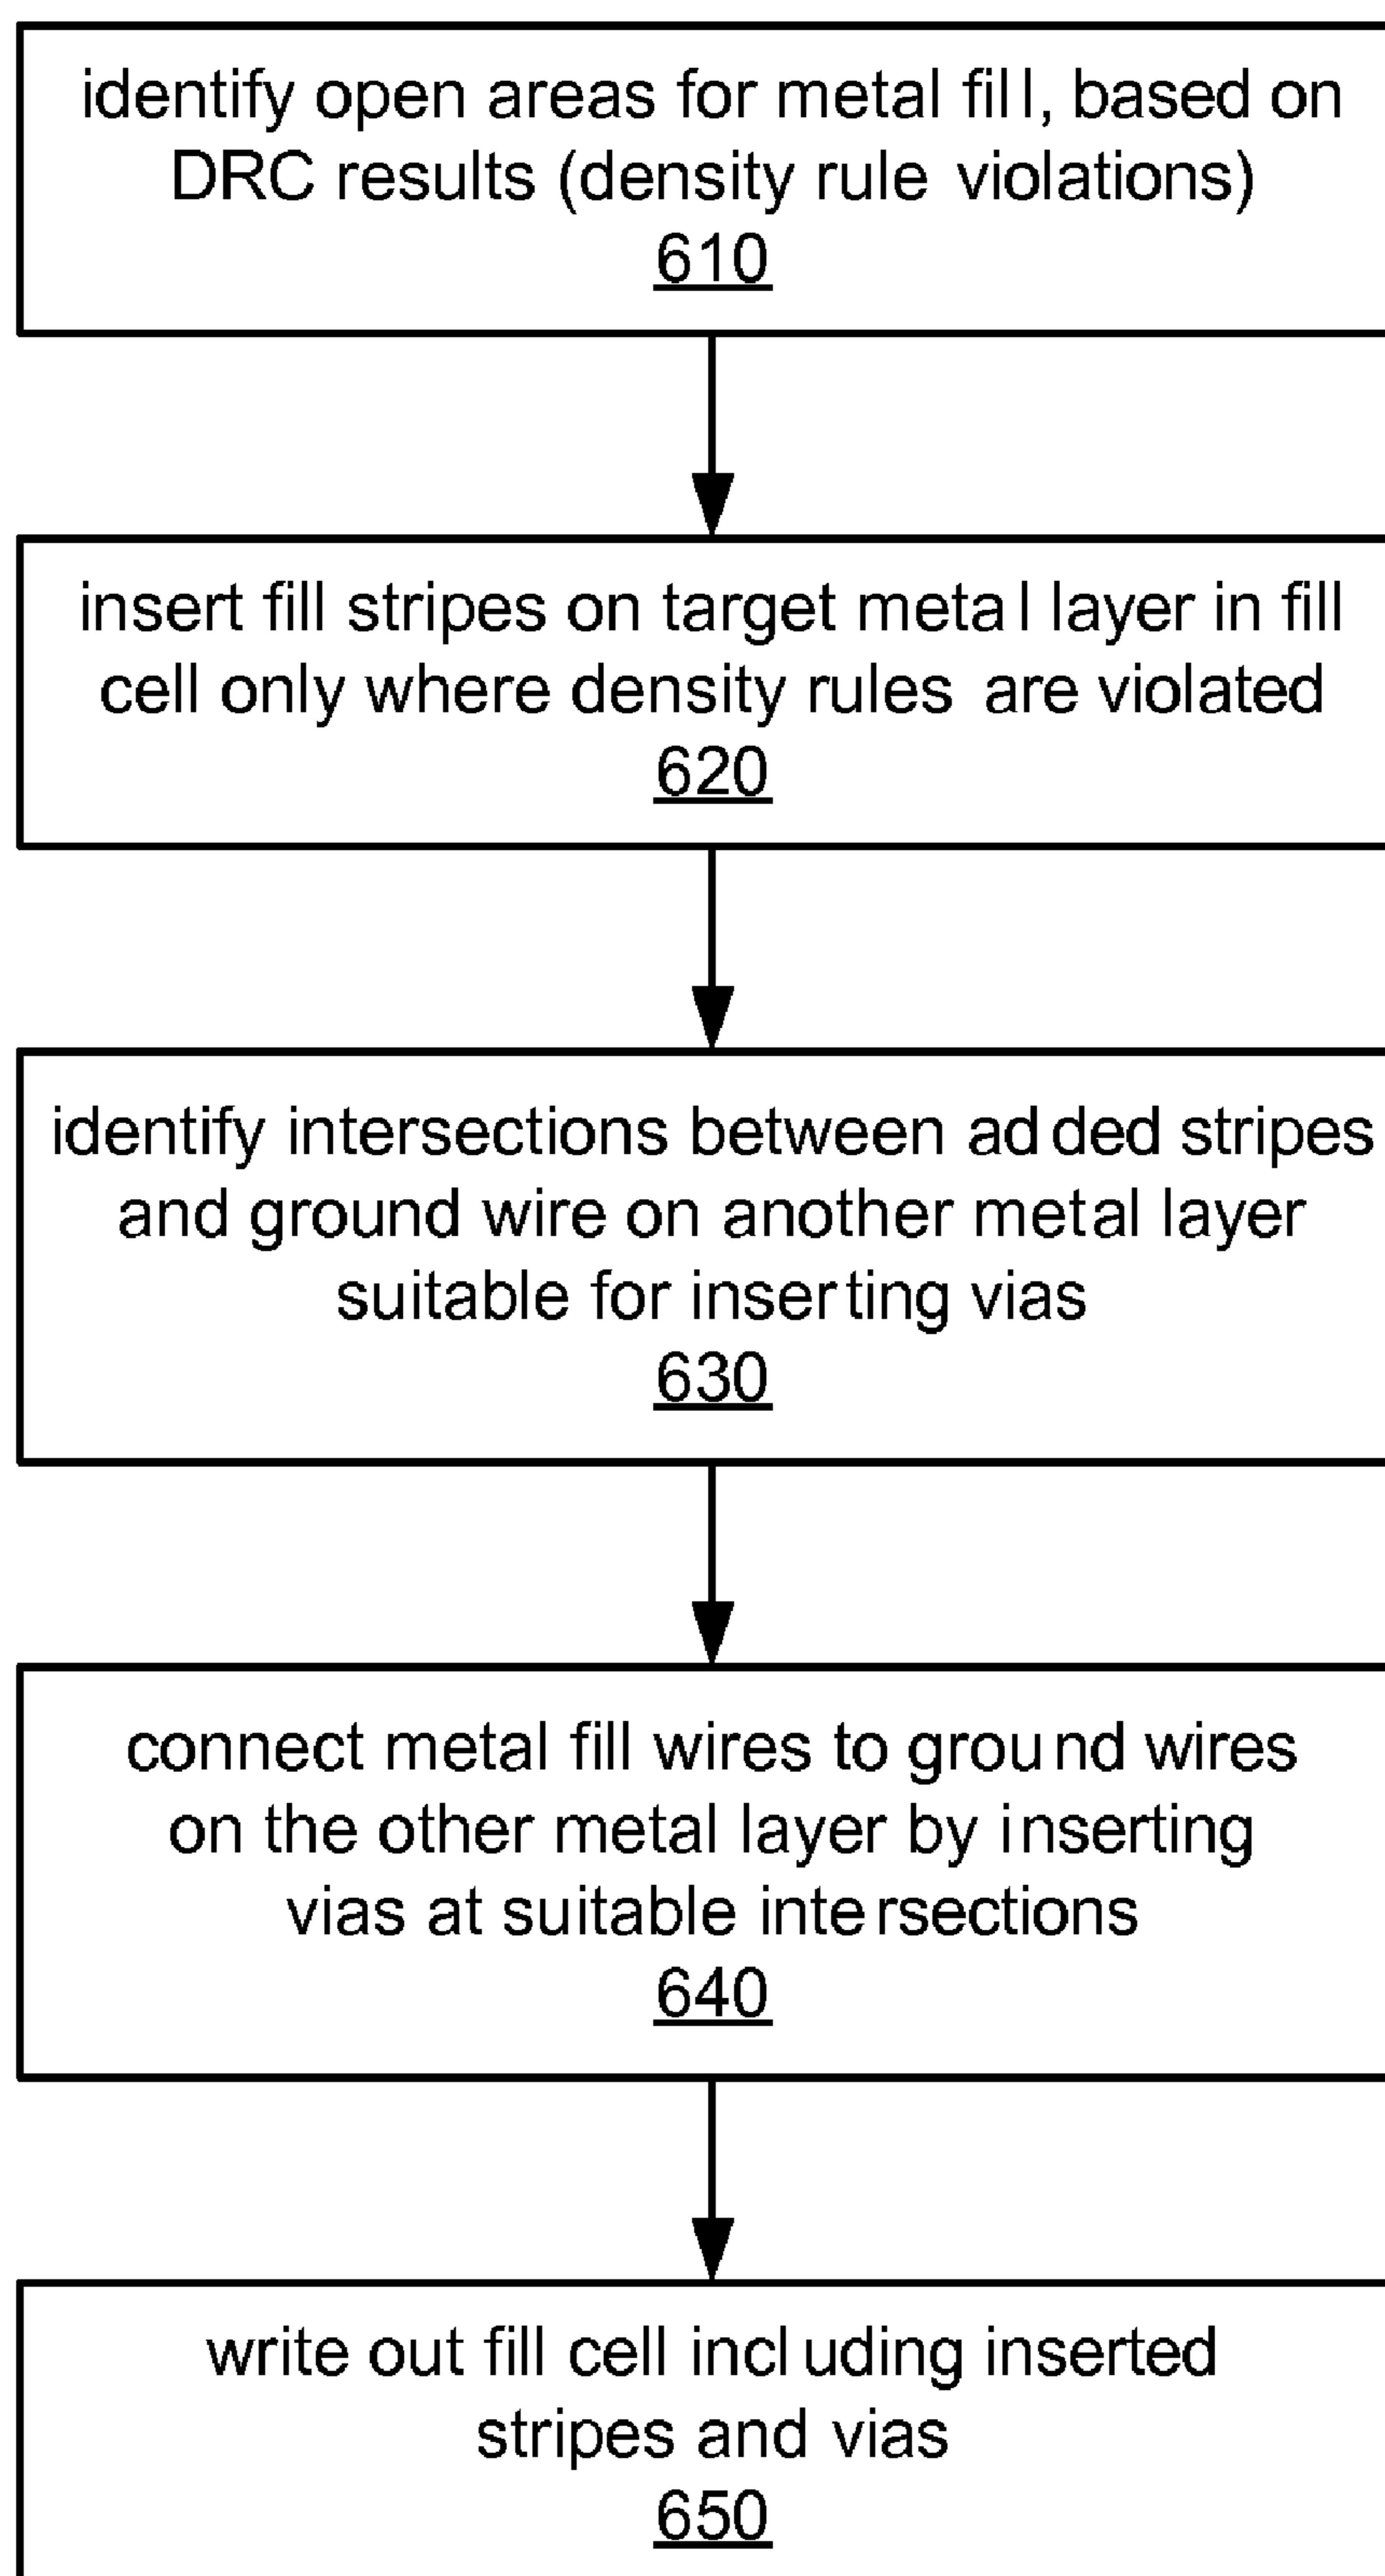 identify open areas for metal fill, based on
DRC results (density rule violations)
610
insert fill stripes on target metal layer in fill
cell only where density rules are violated
620
identify intersections between added stripes
and ground wire on another metal layer
suitable for inserting vias
630
connect metal fill wires to ground wires
on the other metal layer by inserting
vias at suitable intersections
640
write out fill cell including inserted
stripes and vias
650